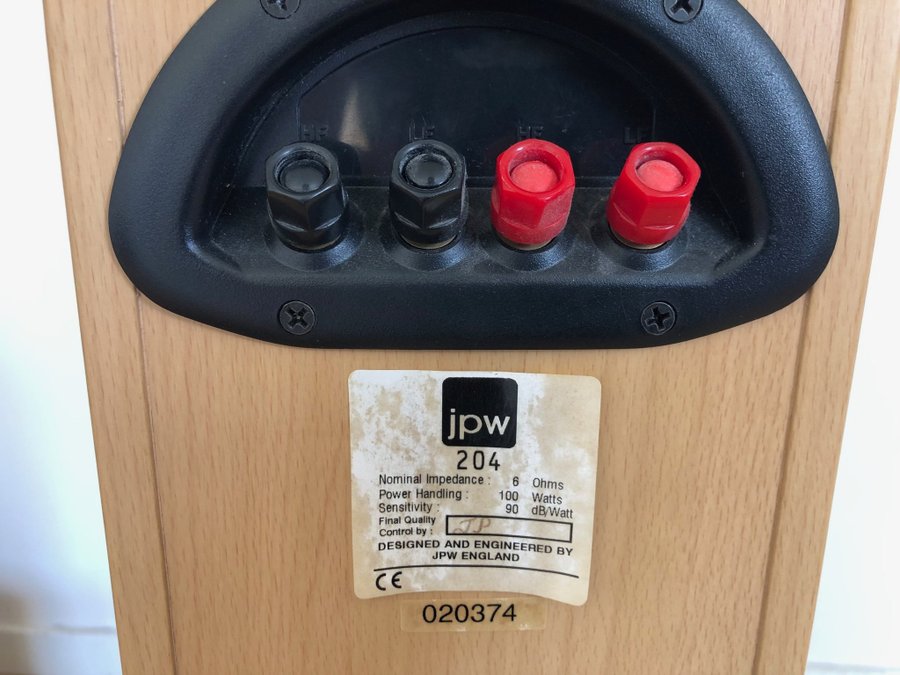 HF LF HF LF
jpw
204
Nominal Impedance : 6 Ohms
Power Handling : 100 Watts
Sensitivity : 90 dB/Watt
Final Quality
Control by : J.P
DESIGNED AND ENGINEERED BY
JPW ENGLAND
CE
020374